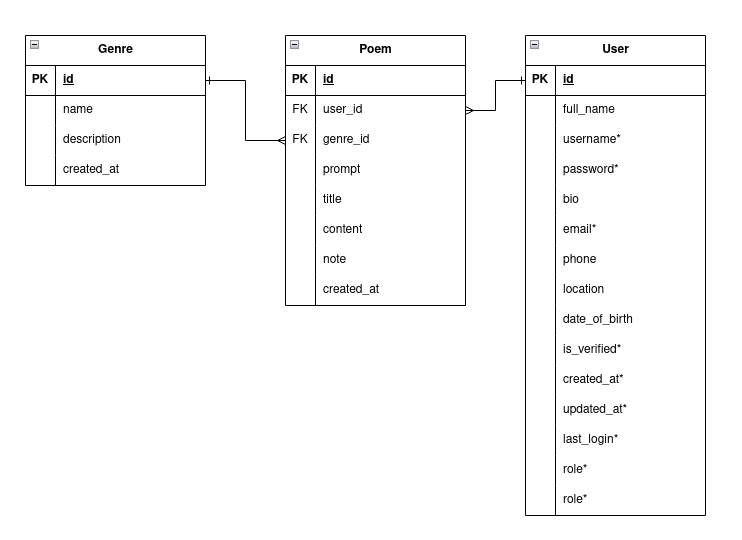 Genre
PK id
name
description
created_at
Poem
PK id
FK user_id
FK genre_id
prompt
title
content
note
created_at
User
PK id
full_name
username*
password*
bio
email*
phone
location
date_of_birth
is_verified*
created_at*
updated_at*
last_login*
role*
role*